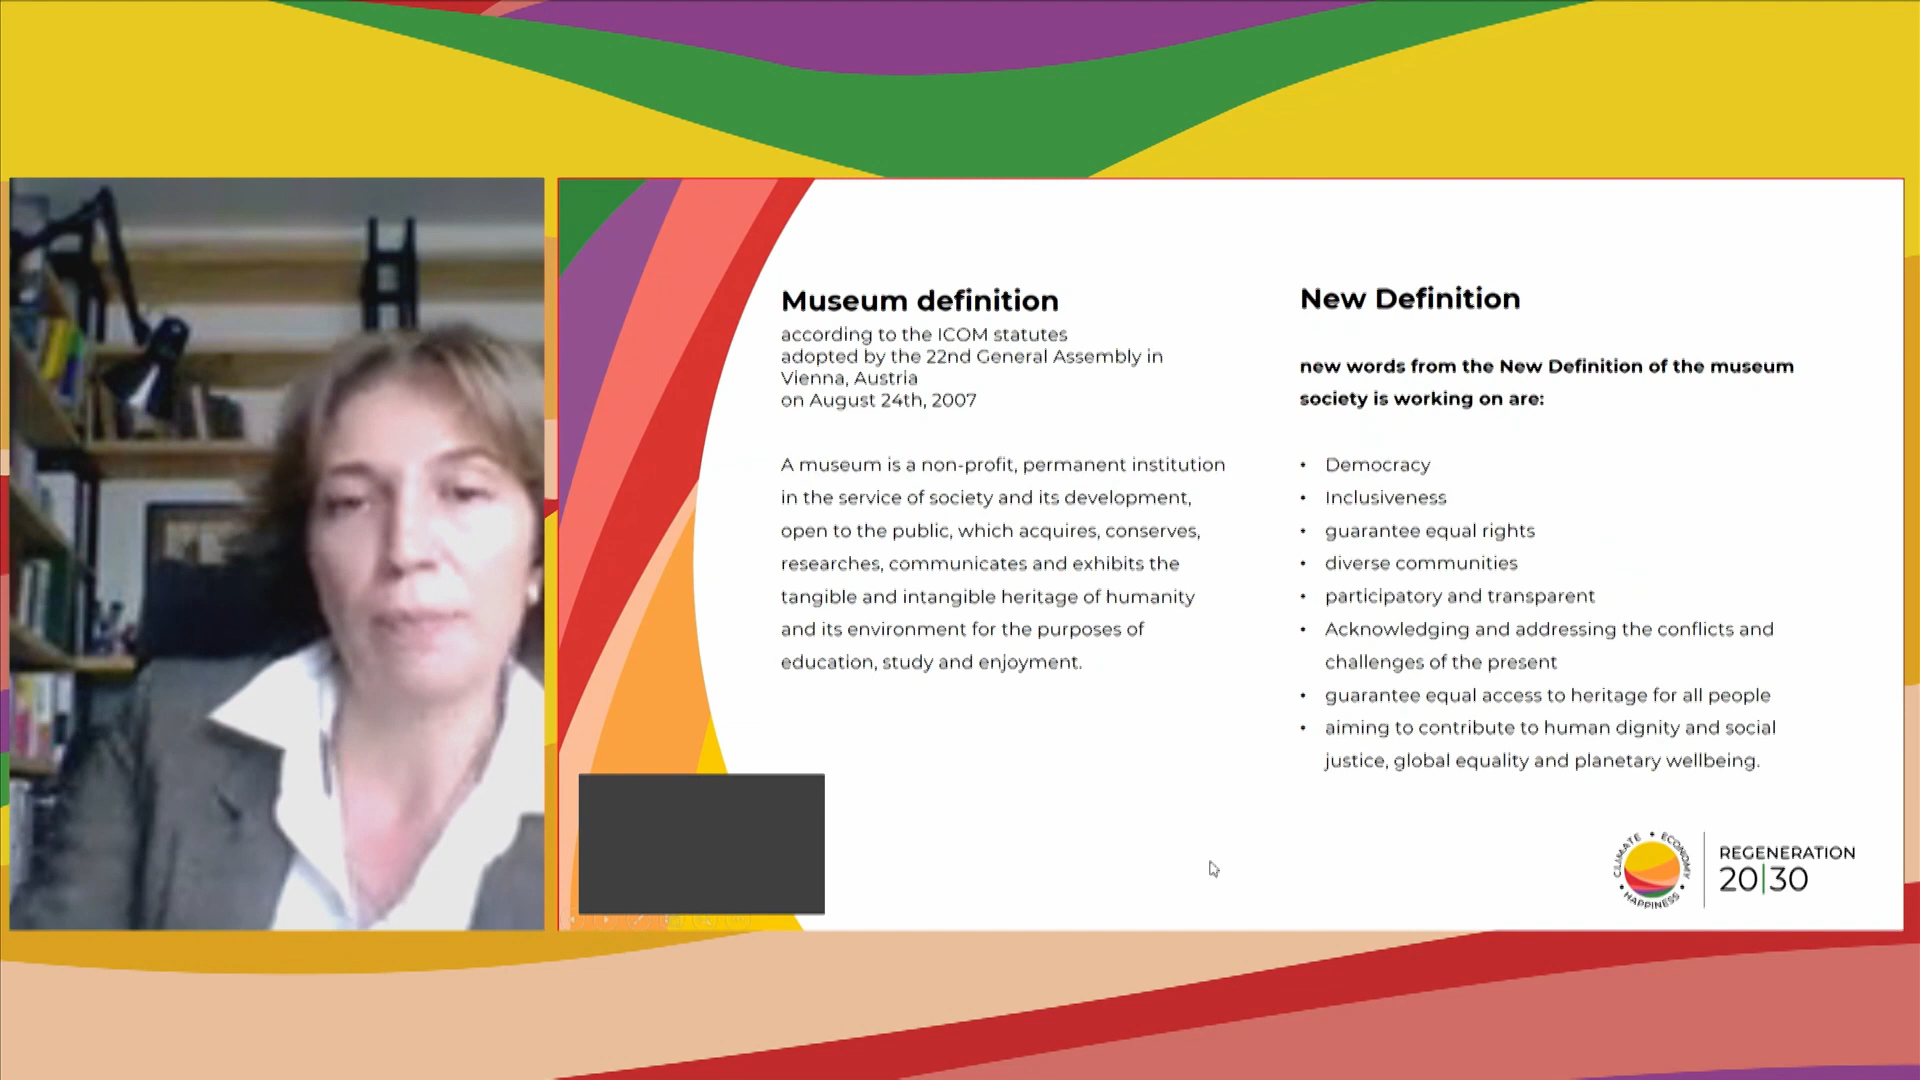 Museum definition
according to the ICOM statutes
adopted by the 22nd General Assembly in
Vienna, Austria
on August 24th, 2007
A museum is a non-profit, permanent institution
in the service of society and its development,
open to the public, which acquires, conserves,
researches, communicates and exhibits the
tangible and intangible heritage of humanity
and its environment for the purposes of
education, study and enjoyment.
New Definition
new words from the New Definition of the museum
society is working on are:
• Democracy
• Inclusiveness
• guarantee equal rights
• diverse communities
• participatory and transparent
• Acknowledging and addressing the conflicts and
challenges of the present
• guarantee equal access to heritage for all people
• aiming to contribute to human dignity and social
justice, global equality and planetary wellbeing.
CLIMATE • ECONOMY • HAPPINESS •
REGENERATION
20|30